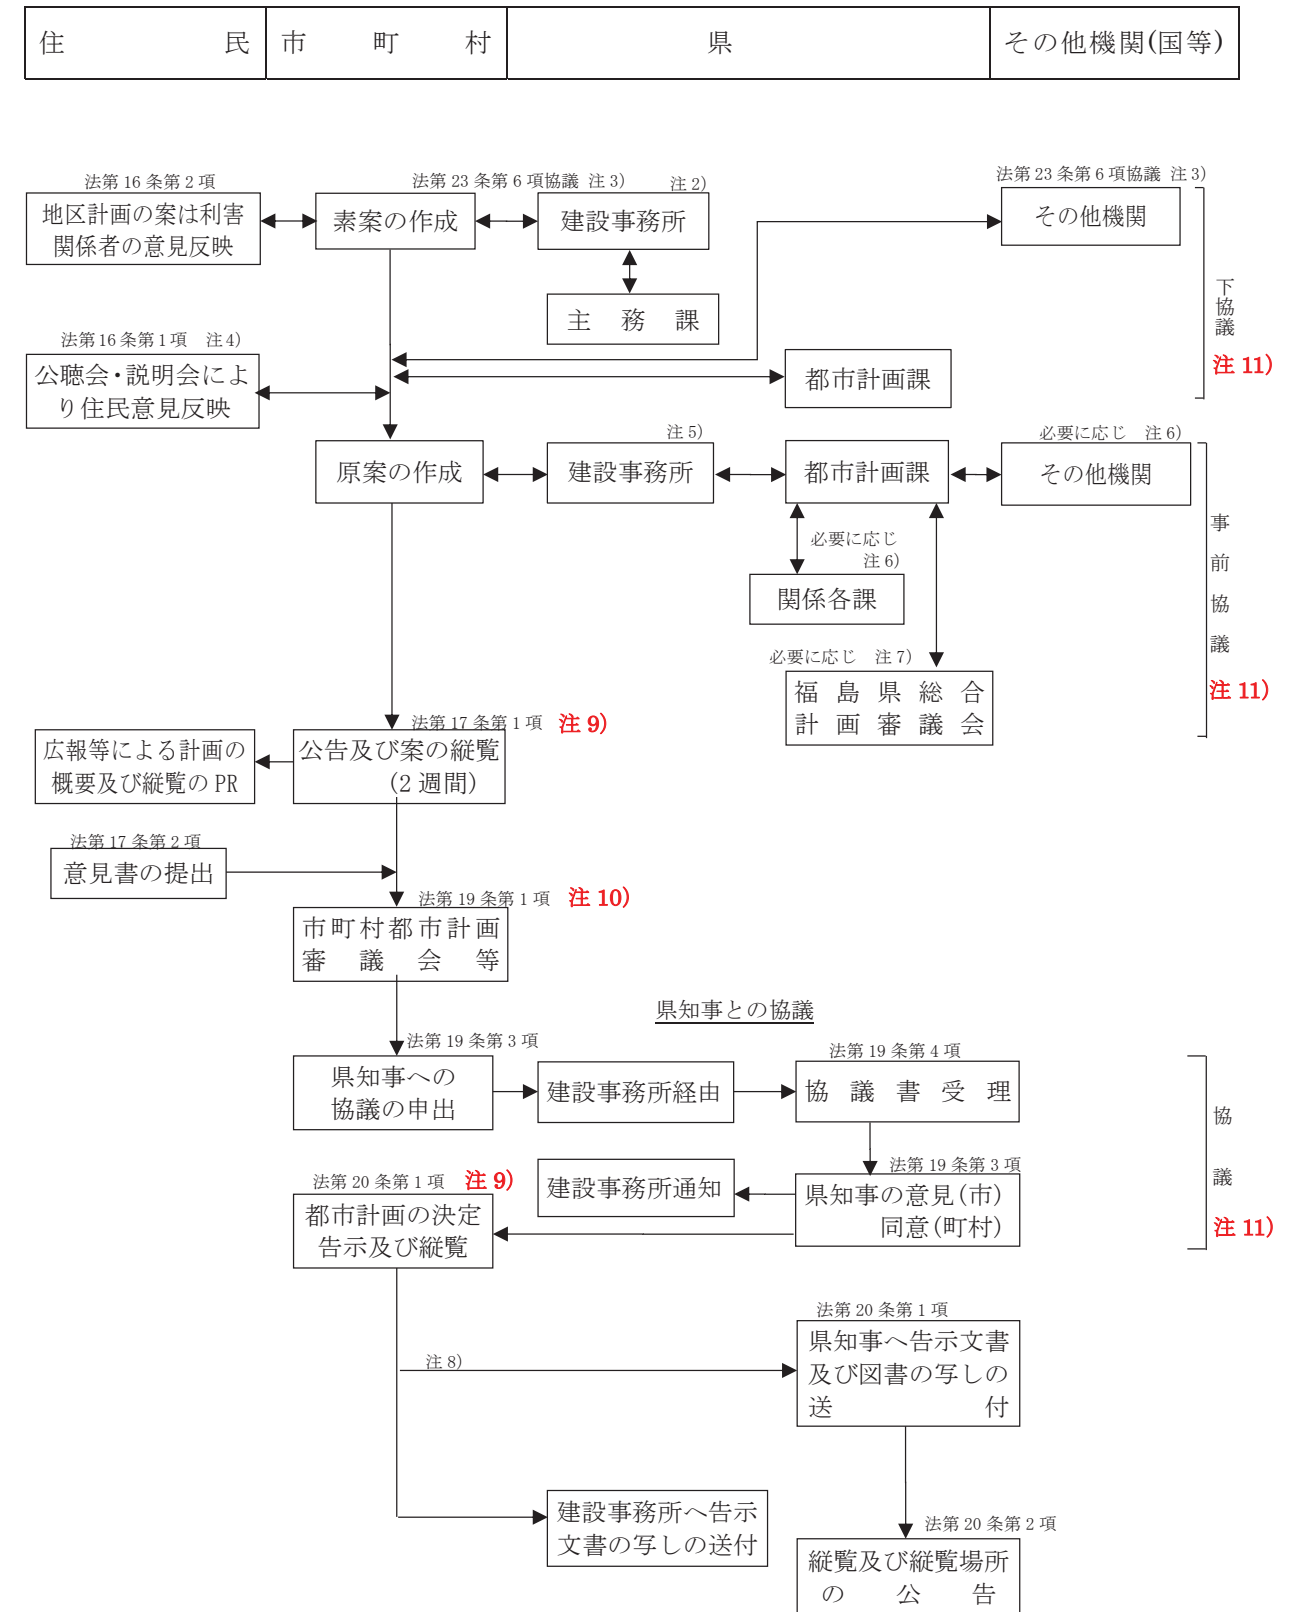 住　民
市　町　村
県
その他機関(国等)
法第16条第2項
地区計画の案は利害
関係者の意見反映
素案の作成
法第23条第6項協議 注3)
注2)
建設事務所
主　務　課
法第23条第6項協議 注3)
その他機関
下協議
注11)
法第16条第1項　注4)
公聴会・説明会によ
り住民意見反映
都市計画課
原案の作成
注5)
建設事務所
都市計画課
必要に応じ　注6)
その他機関
必要に応じ
注6)
関係各課
事前協議
注11)
必要に応じ　注7)
福島県総合
計画審議会
法第17条第1項　注9)
公告及び案の縦覧
(2週間)
広報等による計画の
概要及び縦覧のPR
法第17条第2項
意見書の提出
法第19条第1項　注10)
市町村都市計画
審議会等
県知事との協議
法第19条第3項
県知事への
協議の申出
建設事務所経由
法第19条第4項
協議書受理
協議
注11)
法第19条第3項
県知事の意見(市)
同意(町村)
建設事務所通知
法第20条第1項　注9)
都市計画の決定
告示及び縦覧
注8)
法第20条第1項
県知事へ告示文書
及び図書の写しの
送　付
建設事務所へ告示
文書の写しの送付
法第20条第2項
縦覧及び縦覧場所
の　公　告